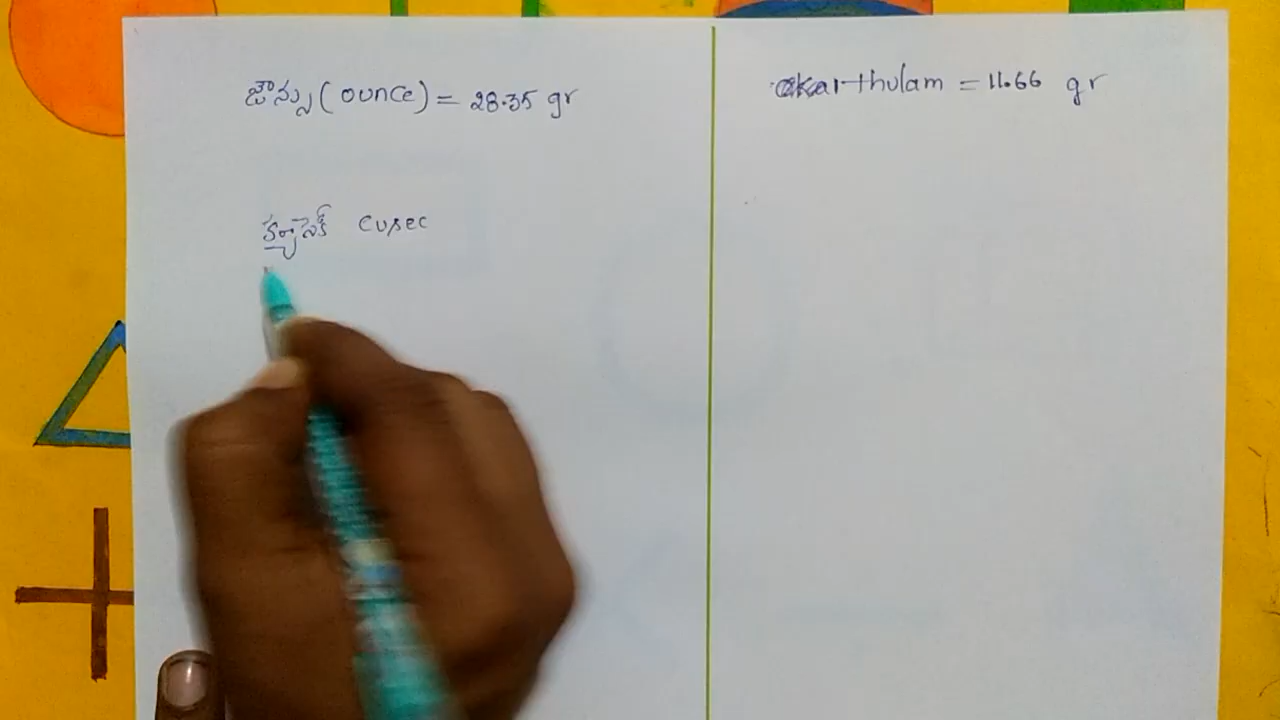 ఔన్సు (ounce) = 28.35 gr
క్యూసెక్ cusec
thulam = 11.66 gr